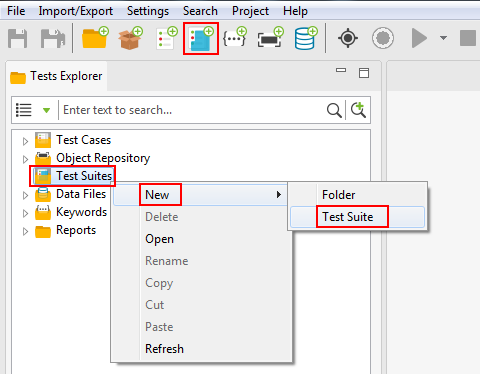 File Import/Export Settings Search Project Help
Tests Explorer
Enter text to search...
Test Cases
Object Repository
Test Suites
Data Files
Keywords
Reports
New
Delete
Open
Rename
Copy
Cut
Paste
Refresh
Folder
Test Suite